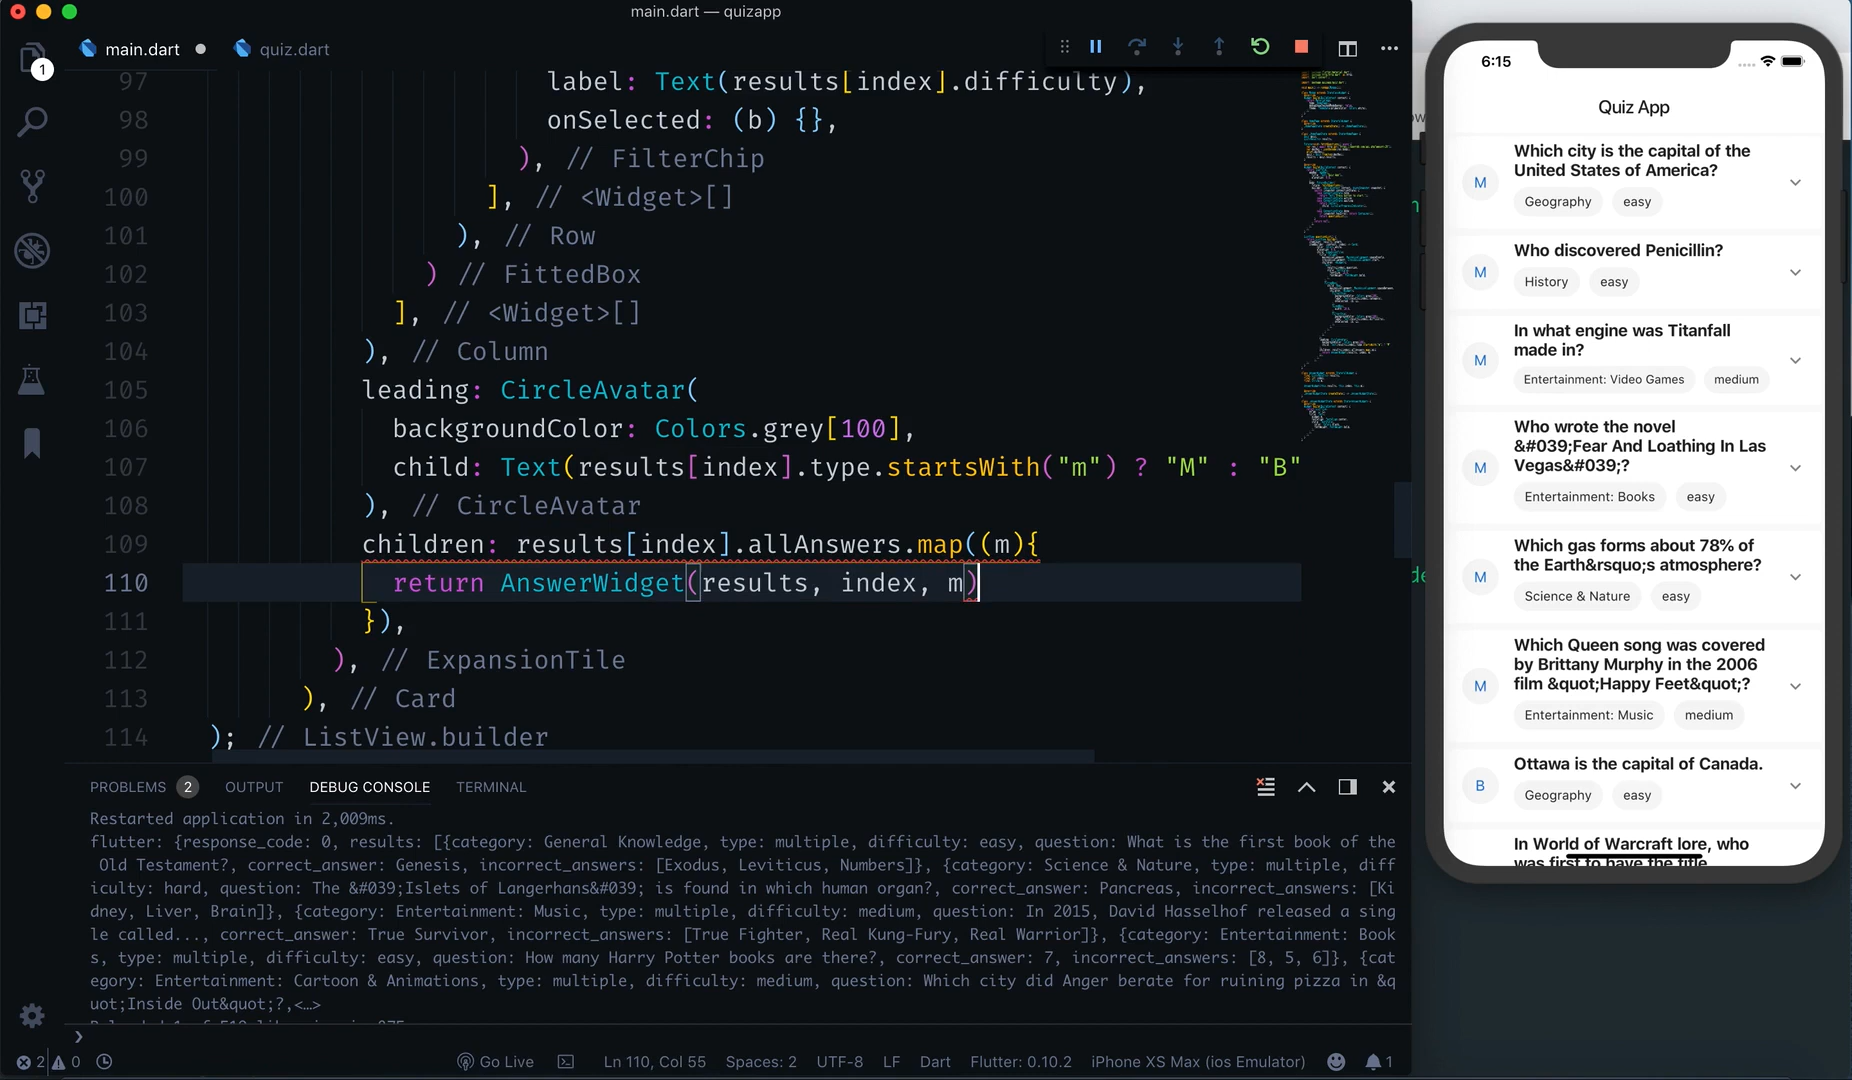 main.dart — quizapp
main.dart
quiz.dart
1
97 label: Text(results[index].difficulty),
98 onSelected: (b) {},
99 ), // FilterChip
100 ], // <Widget>[]
101 ), // Row
102 ) // FittedBox
103 ], // <Widget>[]
104 ), // Column
105 leading: CircleAvatar(
106 backgroundColor: Colors.grey[100],
107 child: Text(results[index].type.startsWith("m") ? "M" : "B"
108 ), // CircleAvatar
109 children: results[index].allAnswers.map((m){
110 return AnswerWidget(results, index, m)
111 }),
112 ), // ExpansionTile
113 ), // Card
114 ); // ListView.builder
PROBLEMS 2 OUTPUT DEBUG CONSOLE TERMINAL
Restarted application in 2,009ms.
flutter: {response_code: 0, results: [{category: General Knowledge, type: multiple, difficulty: easy, question: What is the first book of the
Old Testament?, correct_answer: Genesis, incorrect_answers: [Exodus, Leviticus, Numbers]}, {category: Science & Nature, type: multiple, diff
iculty: hard, question: The &#039;Islets of Langerhans&#039; is found in which human organ?, correct_answer: Pancreas, incorrect_answers: [Ki
dney, Liver, Brain]}, {category: Entertainment: Music, type: multiple, difficulty: medium, question: In 2015, David Hasselhof released a sing
le called..., correct_answer: True Survivor, incorrect_answers: [True Fighter, Real Kung-Fury, Real Warrior]}, {category: Entertainment: Book
s, type: multiple, difficulty: easy, question: How many Harry Potter books are there?, correct_answer: 7, incorrect_answers: [8, 5, 6]}, {cat
egory: Entertainment: Cartoon & Animations, type: multiple, difficulty: medium, question: Which city did Anger berate for ruining pizza in &q
uot;Inside Out&quot;?,<…>
2 0 Go Live Ln 110, Col 55 Spaces: 2 UTF-8 LF Dart Flutter: 0.10.2 iPhone XS Max (ios Emulator) 1
6:15
Quiz App
M
Which city is the capital of the
United States of America?
Geography easy
M
Who discovered Penicillin?
History easy
M
In what engine was Titanfall
made in?
Entertainment: Video Games medium
M
Who wrote the novel
&#039;Fear And Loathing In Las
Vegas&#039;?
Entertainment: Books easy
M
Which gas forms about 78% of
the Earth&rsquo;s atmosphere?
Science & Nature easy
M
Which Queen song was covered
by Brittany Murphy in the 2006
film &quot;Happy Feet&quot;?
Entertainment: Music medium
B
Ottawa is the capital of Canada.
Geography easy
In World of Warcraft lore, who
was first to have the title